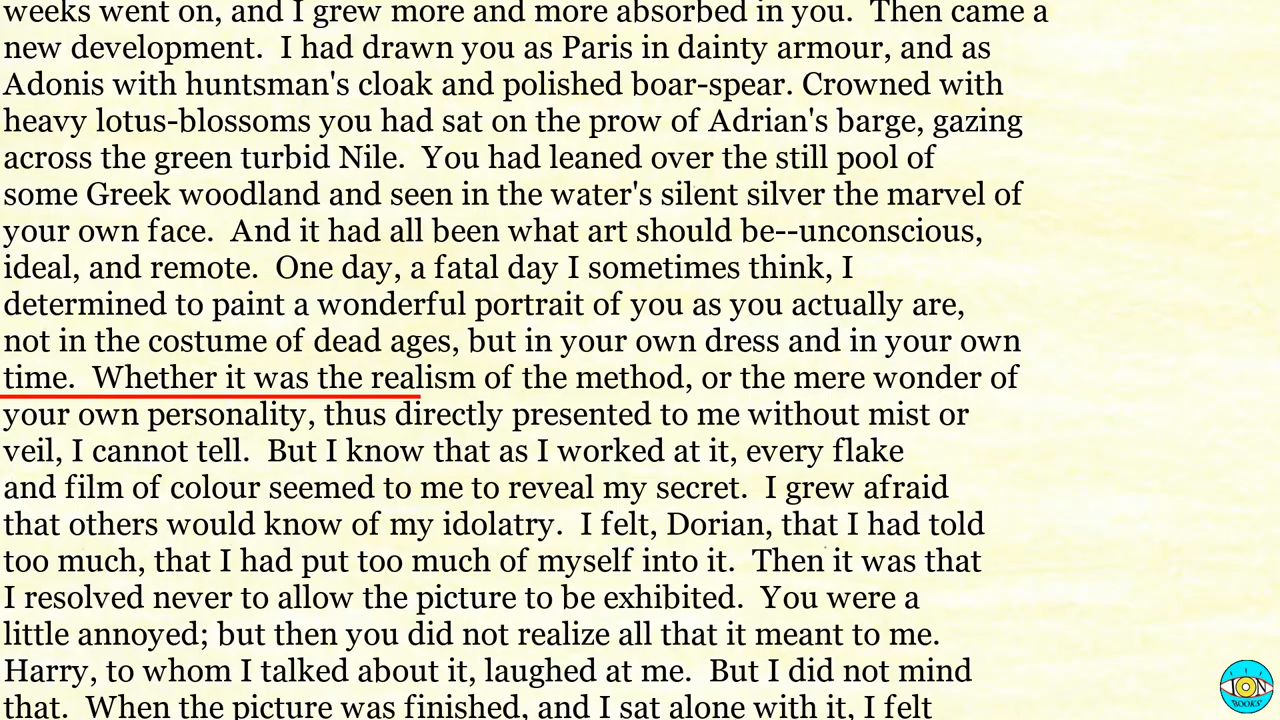 weeks went on, and I grew more and more absorbed in you.  Then came a
new development.  I had drawn you as Paris in dainty armour, and as
Adonis with huntsman's cloak and polished boar-spear. Crowned with
heavy lotus-blossoms you had sat on the prow of Adrian's barge, gazing
across the green turbid Nile.  You had leaned over the still pool of
some Greek woodland and seen in the water's silent silver the marvel of
your own face.  And it had all been what art should be--unconscious,
ideal, and remote.  One day, a fatal day I sometimes think, I
determined to paint a wonderful portrait of you as you actually are,
not in the costume of dead ages, but in your own dress and in your own
time.  Whether it was the realism of the method, or the mere wonder of
your own personality, thus directly presented to me without mist or
veil, I cannot tell.  But I know that as I worked at it, every flake
and film of colour seemed to me to reveal my secret.  I grew afraid
that others would know of my idolatry.  I felt, Dorian, that I had told
too much, that I had put too much of myself into it.  Then it was that
I resolved never to allow the picture to be exhibited.  You were a
little annoyed; but then you did not realize all that it meant to me.
Harry, to whom I talked about it, laughed at me.  But I did not mind
that.  When the picture was finished, and I sat alone with it, I felt
ION
BOOKS